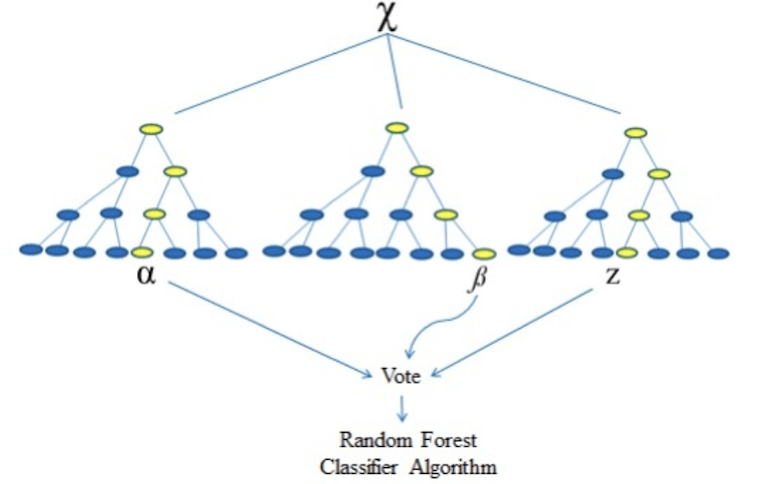 χ
α
β
z
Vote
Random Forest
Classifier Algorithm